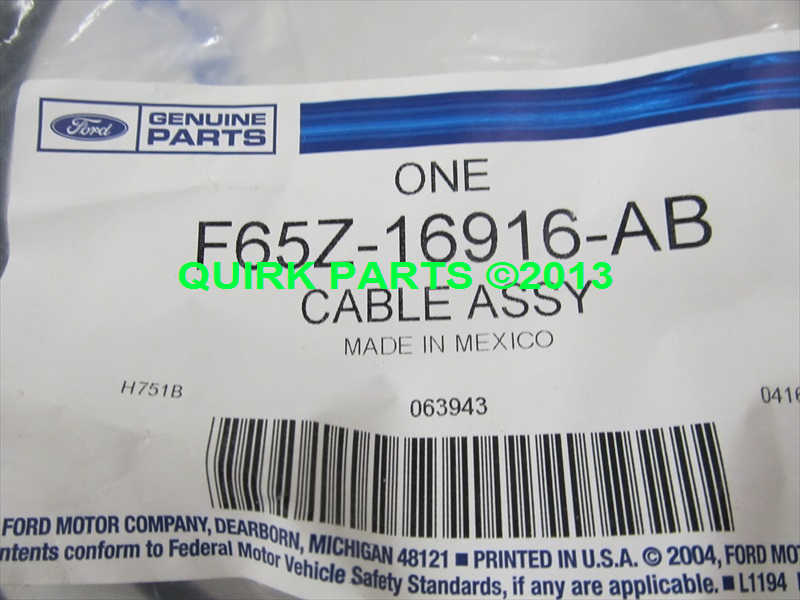 Ford GENUINE PARTS
ONE
F65Z-16916-AB
QUIRK PARTS ©2013
CABLE ASSY
MADE IN MEXICO
H751B
063943
0416
FORD MOTOR COMPANY, DEARBORN, MICHIGAN 48121 ■ PRINTED IN U.S.A. © 2004, FORD MOT
ntents conform to Federal Motor Vehicle Safety Standards, if any are applicable. ■ L1194